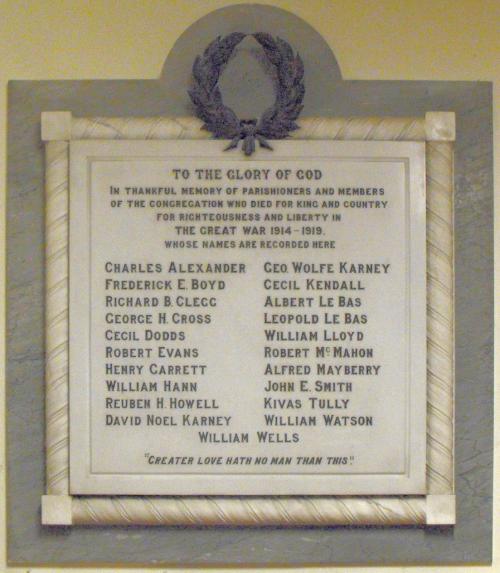 TO THE GLORY OF GOD
IN THANKFUL MEMORY OF PARISHIONERS AND MEMBERS
OF THE CONGREGATION WHO DIED FOR KING AND COUNTRY
FOR RIGHTEOUSNESS AND LIBERTY IN
THE GREAT WAR 1914-1919.
WHOSE NAMES ARE RECORDED HERE
CHARLES ALEXANDER
FREDERICK E. BOYD
RICHARD B. CLEGG
GEORGE H. CROSS
CECIL DODDS
ROBERT EVANS
HENRY GARRETT
WILLIAM HANN
REUBEN H. HOWELL
DAVID NOEL KARNEY
GEO. WOLFE KARNEY
CECIL KENDALL
ALBERT LE BAS
LEOPOLD LE BAS
WILLIAM LLOYD
ROBERT McMAHON
ALFRED MAYBERRY
JOHN E. SMITH
KIVAS TULLY
WILLIAM WATSON
WILLIAM WELLS
"GREATER LOVE HATH NO MAN THAN THIS".